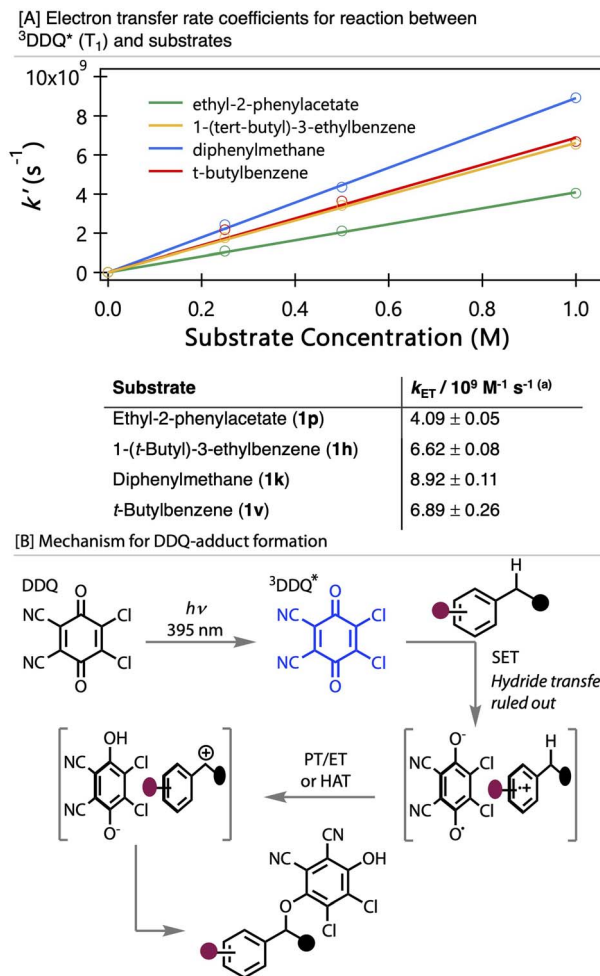 [A] Electron transfer rate coefficients for reaction between
³DDQ* (T₁) and substrates
10x10⁹
8
6
4
2
0
k' (s⁻¹)
ethyl-2-phenylacetate
1-(tert-butyl)-3-ethylbenzene
diphenylmethane
t-butylbenzene
0.0 0.2 0.4 0.6 0.8 1.0
Substrate Concentration (M)
Substrate kET / 10⁹ M⁻¹ s⁻¹ (a)
Ethyl-2-phenylacetate (1p) 4.09 ± 0.05
1-(t-Butyl)-3-ethylbenzene (1h) 6.62 ± 0.08
Diphenylmethane (1k) 8.92 ± 0.11
t-Butylbenzene (1v) 6.89 ± 0.26
[B] Mechanism for DDQ-adduct formation
DDQ
O
NC
Cl
NC
Cl
O
hν
395 nm
³DDQ*
O
NC
Cl
NC
Cl
O
H
SET
Hydride transfe
ruled out
OH
NC
Cl
NC
Cl
O⁻
⊕
PT/ET
or HAT
O⁻
NC
Cl
NC
Cl
O•
H
•+
CN
NC
OH
O
Cl
Cl